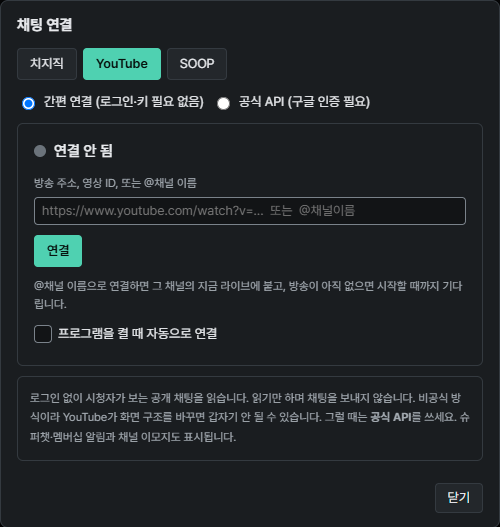 채팅 연결
치지직 YouTube SOOP
간편 연결 (로그인·키 필요 없음) 공식 API (구글 인증 필요)
연결 안 됨
방송 주소, 영상 ID, 또는 @채널 이름
https://www.youtube.com/watch?v=... 또는 @채널이름
연결
@채널 이름으로 연결하면 그 채널의 지금 라이브에 붙고, 방송이 아직 없으면 시작할 때까지 기다
립니다.
프로그램을 켤 때 자동으로 연결
로그인 없이 시청자가 보는 공개 채팅을 읽습니다. 읽기만 하며 채팅을 보내지 않습니다. 비공식 방
식이라 YouTube가 화면 구조를 바꾸면 갑자기 안 될 수 있습니다. 그럴 때는 공식 API를 쓰세요. 슈
퍼챗·멤버십 알림과 채널 이모지도 표시됩니다.
닫기